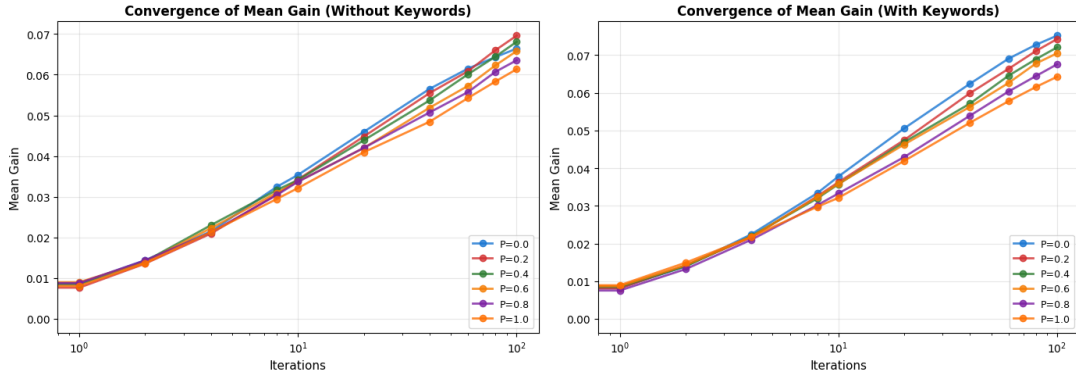 Convergence of Mean Gain (Without Keywords)
Mean Gain
0.07
0.06
0.05
0.04
0.03
0.02
0.01
0.00
10⁰
10¹
10²
Iterations
P=0.0
P=0.2
P=0.4
P=0.6
P=0.8
P=1.0
Convergence of Mean Gain (With Keywords)
Mean Gain
0.07
0.06
0.05
0.04
0.03
0.02
0.01
0.00
10⁰
10¹
10²
Iterations
P=0.0
P=0.2
P=0.4
P=0.6
P=0.8
P=1.0